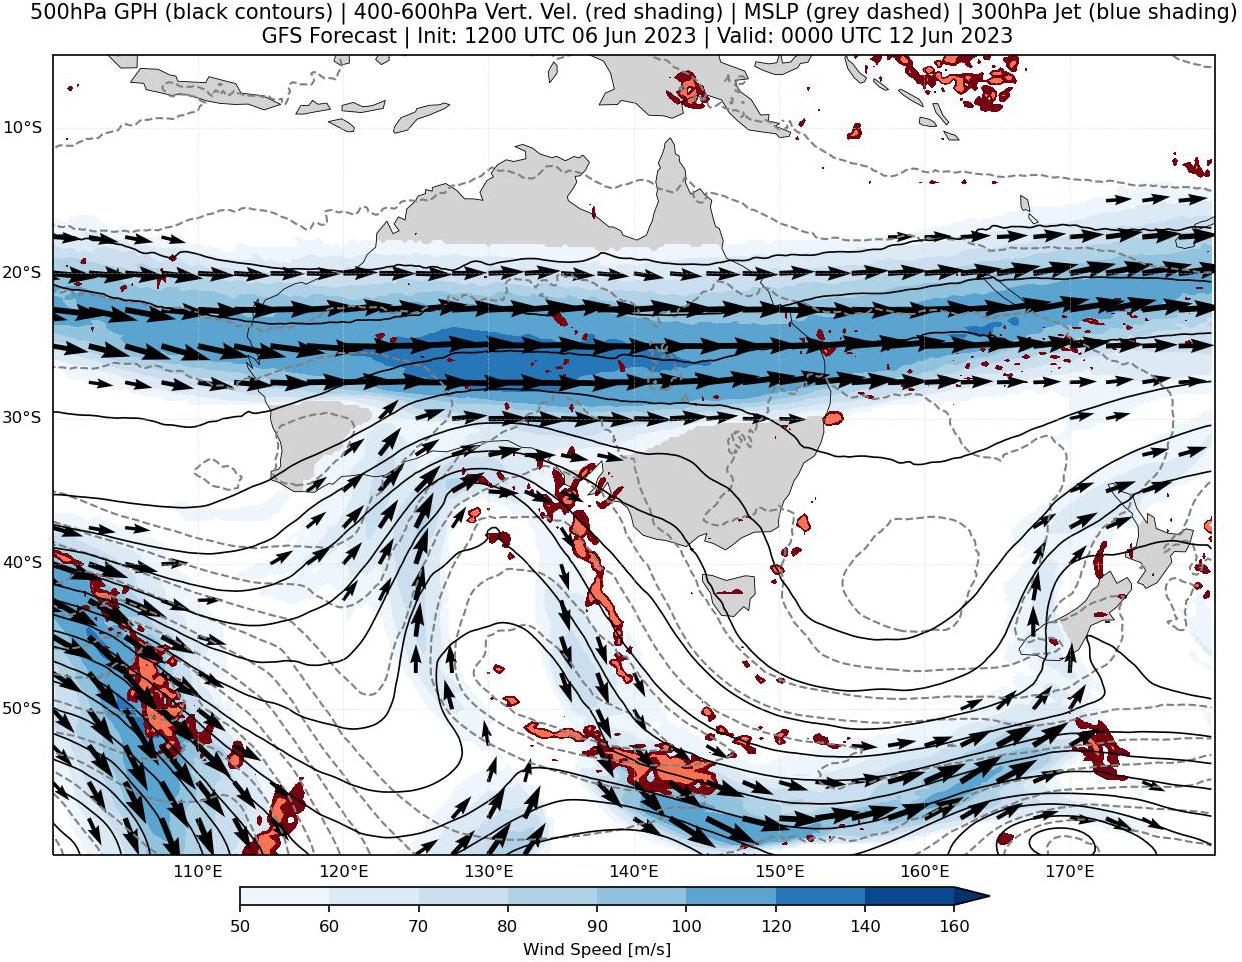 500hPa GPH (black contours) | 400-600hPa Vert. Vel. (red shading) | MSLP (grey dashed) | 300hPa Jet (blue shading)
GFS Forecast | Init: 1200 UTC 06 Jun 2023 | Valid: 0000 UTC 12 Jun 2023
10°S
20°S
30°S
40°S
50°S
110°E 120°E 130°E 140°E 150°E 160°E 170°E
50 60 70 80 90 100 120 140 160
Wind Speed [m/s]